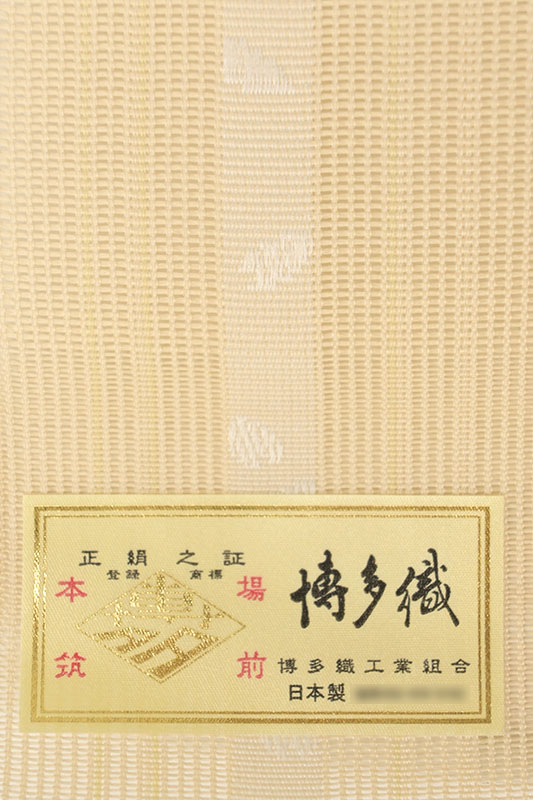 正絹之証
登録商標
本場
筑前
博多織
博多織工業組合
日本製